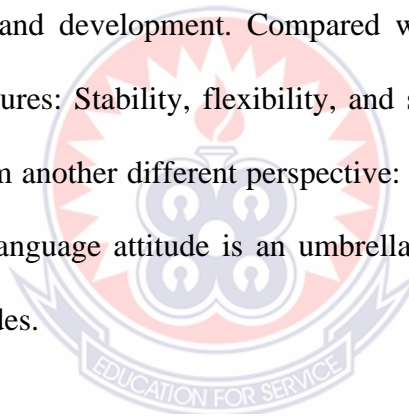 and development. Compared w
ures: Stability, flexibility, and s
another different perspective:
anguage attitude is an umbrella
des.
EDUCATION FOR SERVICE